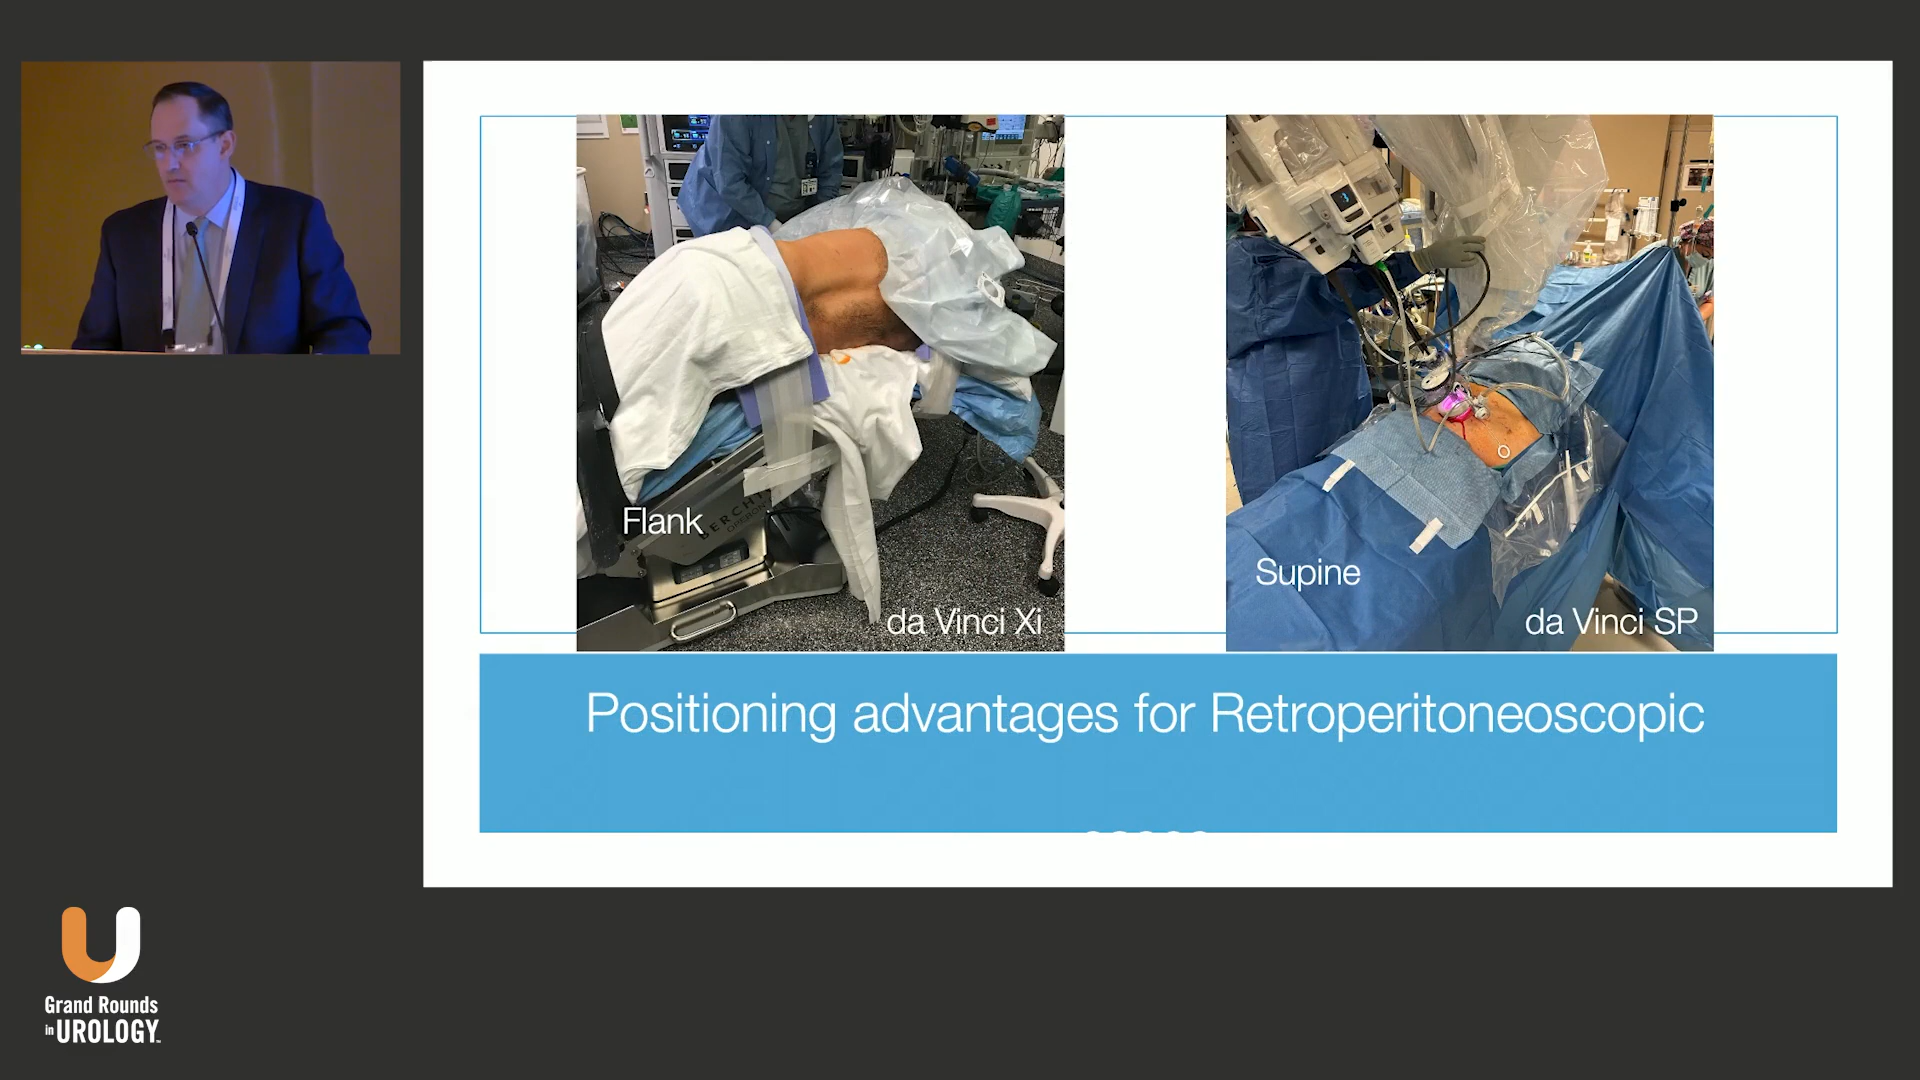 Flank
da Vinci Xi
Supine
da Vinci SP
Positioning advantages for Retroperitoneoscopic
Grand Rounds
in UROLOGY